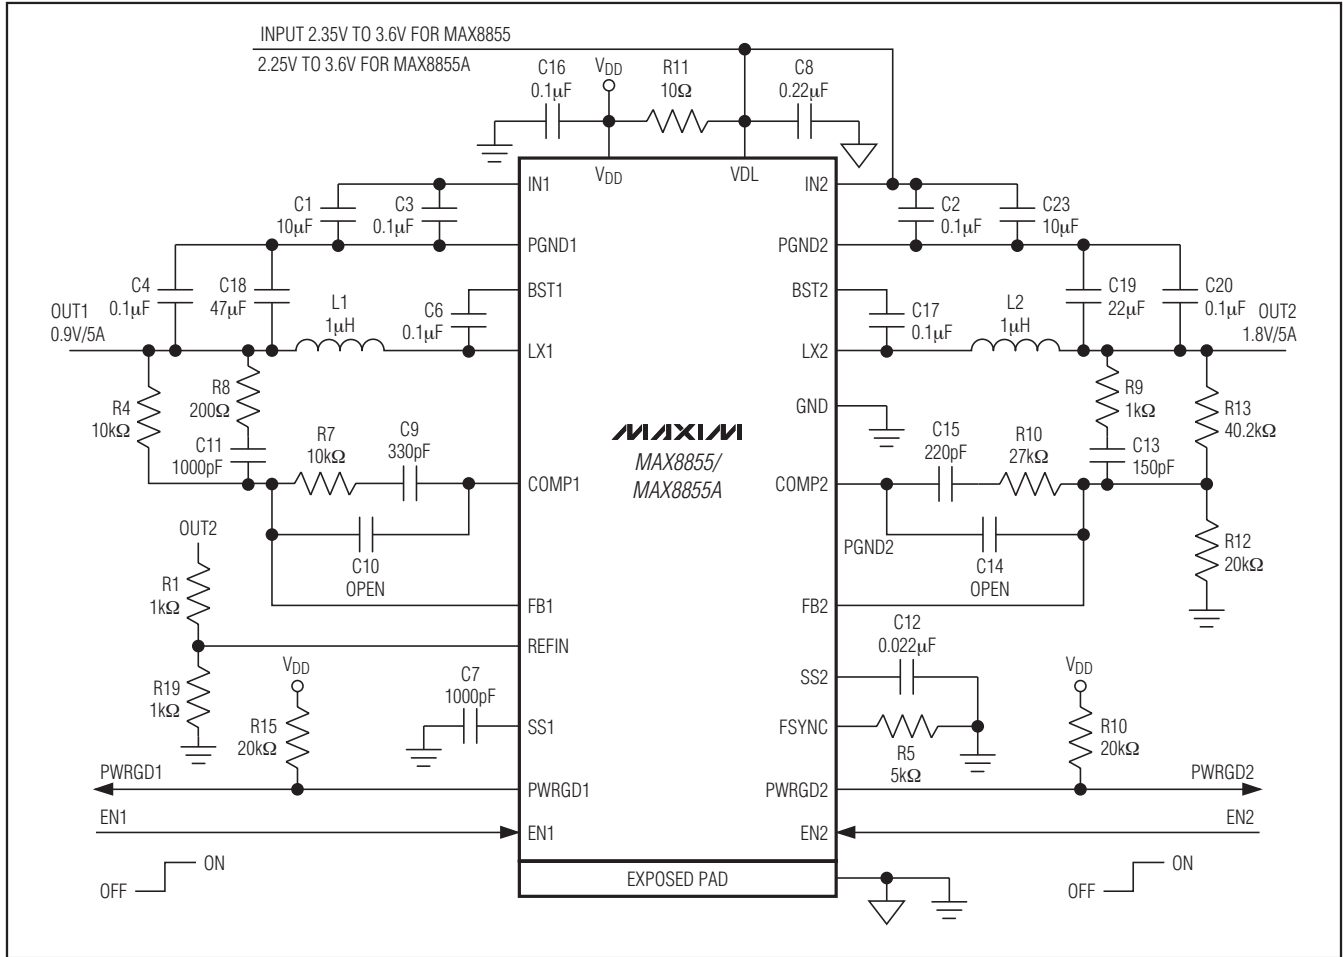 INPUT 2.35V TO 3.6V FOR MAX8855
2.25V TO 3.6V FOR MAX8855A
C16
0.1µF
VDD
R11
10Ω
C8
0.22µF
VDD
VDL
IN1
IN2
C1
10µF
C3
0.1µF
C2
0.1µF
C23
10µF
PGND1
PGND2
C4
0.1µF
C18
47µF
L1
1µH
C6
0.1µF
BST1
BST2
C17
0.1µF
L2
1µH
C19
22µF
C20
0.1µF
OUT1
0.9V/5A
OUT2
1.8V/5A
LX1
LX2
R4
10kΩ
R8
200Ω
C11
1000pF
R7
10kΩ
C9
330pF
GND
MAXIM
MAX8855/
MAX8855A
C15
220pF
R10
27kΩ
R9
1kΩ
C13
150pF
R13
40.2kΩ
COMP1
COMP2
C10
OPEN
PGND2
C14
OPEN
R12
20kΩ
OUT2
R1
1kΩ
FB1
FB2
REFIN
C12
0.022µF
R19
1kΩ
VDD
R15
20kΩ
C7
1000pF
SS1
SS2
FSYNC
R5
5kΩ
VDD
R10
20kΩ
PWRGD1
PWRGD1
PWRGD2
PWRGD2
EN1
EN1
EN2
EN2
OFF
ON
EXPOSED PAD
OFF
ON